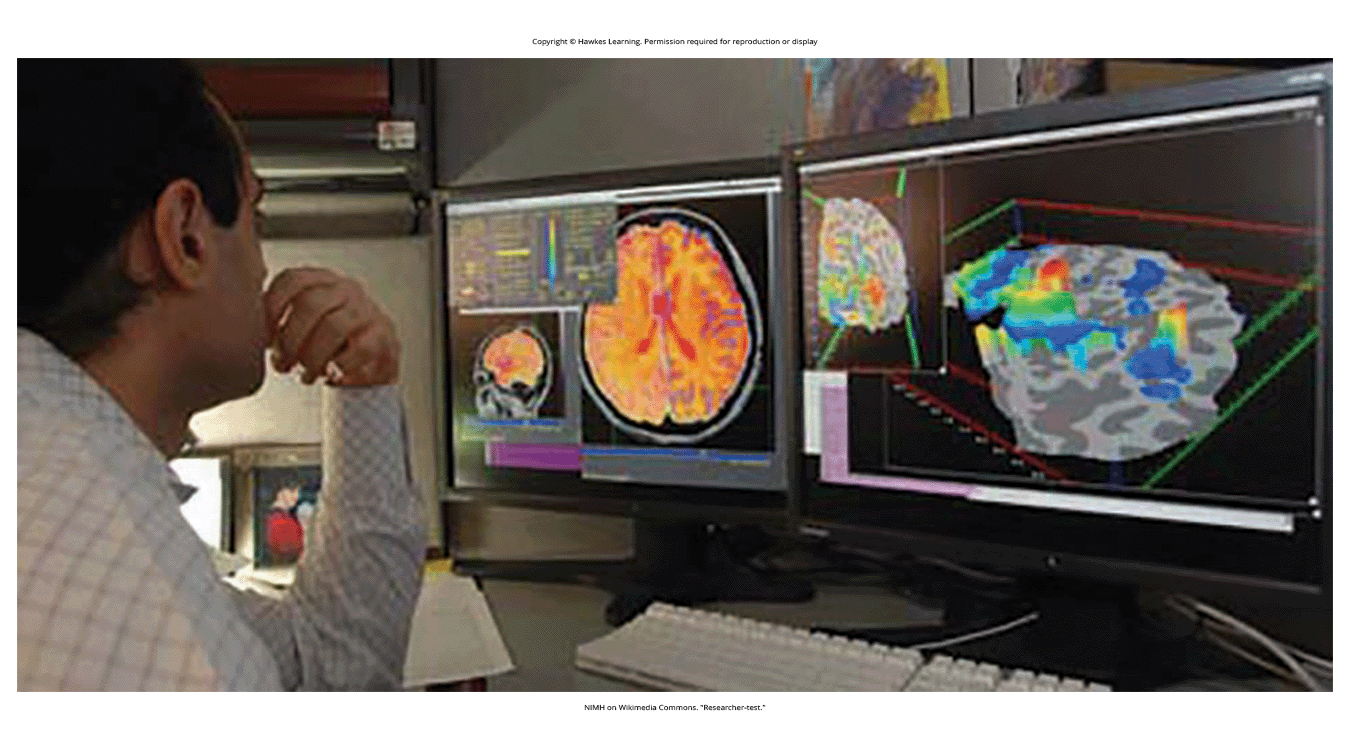 Copyright © Hawkes Learning. Permission required for reproduction or display
NIMH on Wikimedia Commons. "Researcher-test."